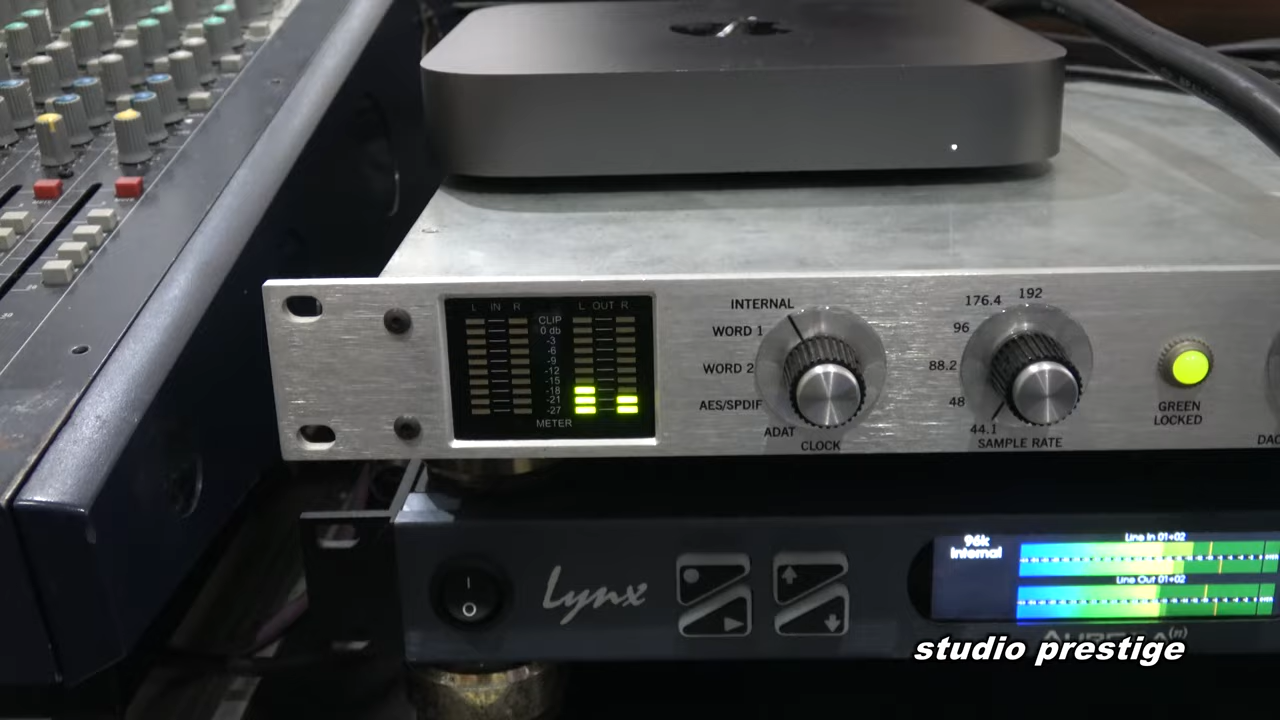 L IN R
L OUT R
CLIP
0 db
-3
-6
-9
-12
-15
-18
-21
-27
METER
INTERNAL
WORD 1
WORD 2
AES/SPDIF
ADAT
CLOCK
176.4
192
96
88.2
48
44.1
SAMPLE RATE
GREEN
LOCKED
DAC
I
O
Lynx
96k
Internal
Line In 01+02
Line Out 01+02
studio prestige